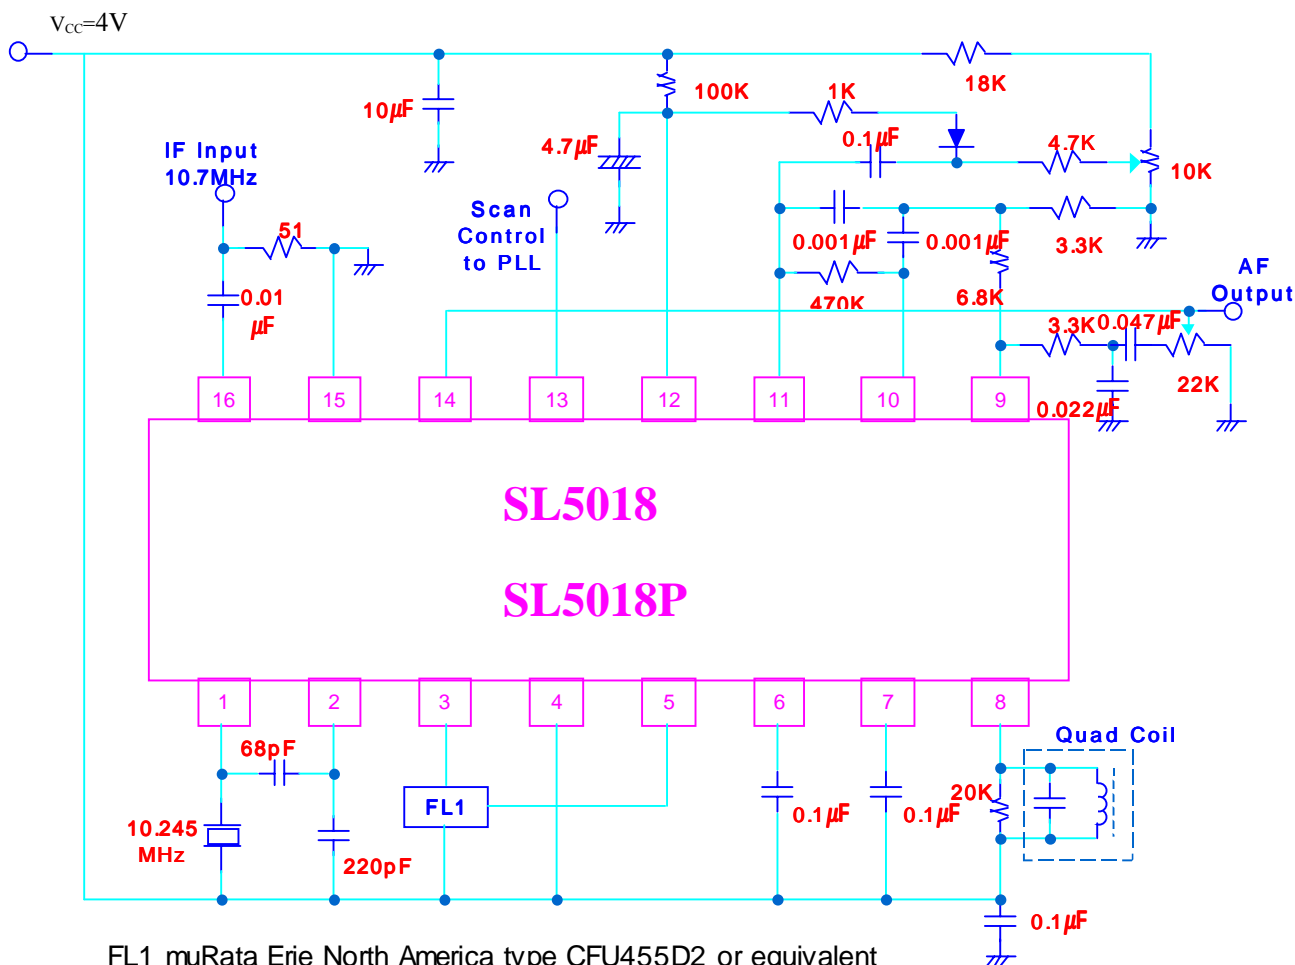 VCC=4V
18K
100K
1K
10µF
0.1µF
4.7µF
4.7K
IF Input
10.7MHz
10K
Scan
Control
to PLL
51
0.001µF
0.001µF
3.3K
AF
Output
0.01
µF
470K
6.8K
3.3K
0.047µF
22K
0.022µF
16
15
14
13
12
11
10
9
SL5018
SL5018P
1
2
3
4
5
6
7
8
68pF
Quad Coil
FL1
20K
10.245
MHz
0.1µF
0.1µF
220pF
0.1µF
FL1 muRata Erie North America type CFU455D2 or equivalent